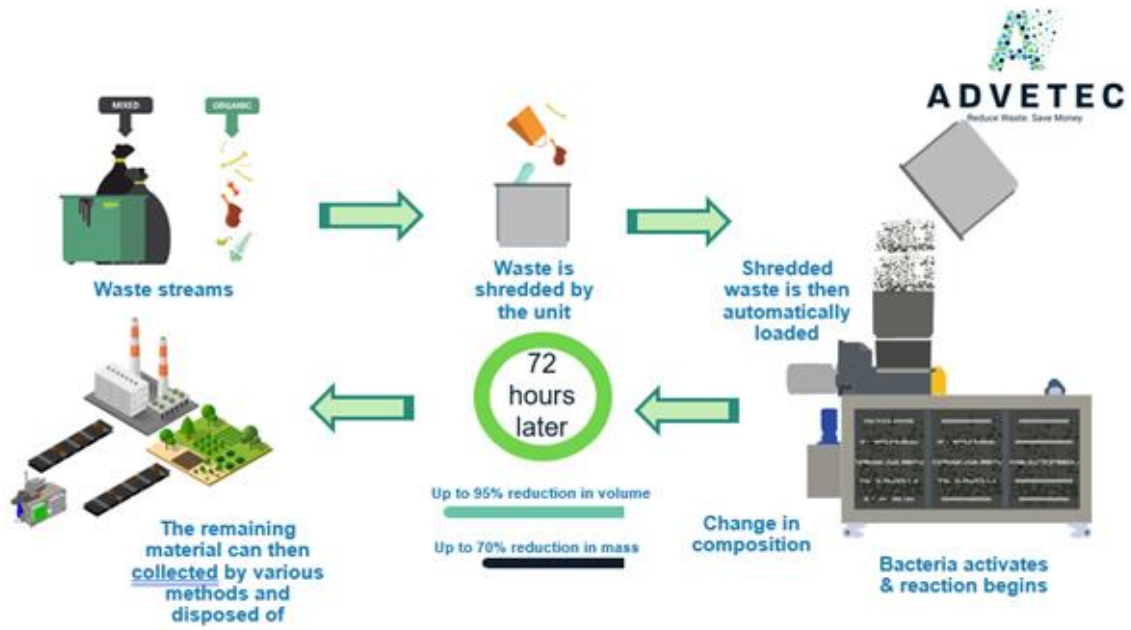 ADVETEC
Reduce Waste. Save Money
MIXED
ORGANIC
Waste streams
Waste is
shredded by
the unit
Shredded
waste is then
automatically
loaded
Bacteria activates
& reaction begins
Change in
composition
72
hours
later
Up to 95% reduction in volume
Up to 70% reduction in mass
The remaining
material can then
collected by various
methods and
disposed of